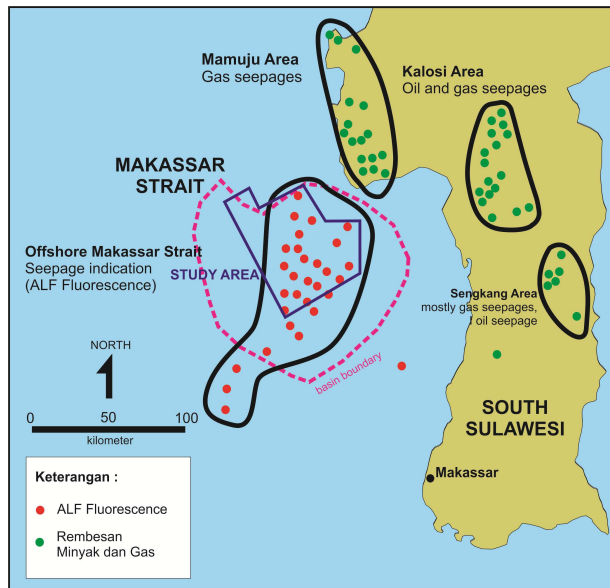 Mamuju Area
Gas seepages
Kalosi Area
Oil and gas seepages
MAKASSAR
STRAIT
Offshore Makassar Strait
Seepage indication
(ALF Fluorescence)
STUDY AREA
Sengkang Area
mostly gas seepages,
oil seepage
basin boundary
NORTH
0 50 100
kilometer
SOUTH
SULAWESI
Makassar
Keterangan :
ALF Fluorescence
Rembesan
Minyak dan Gas